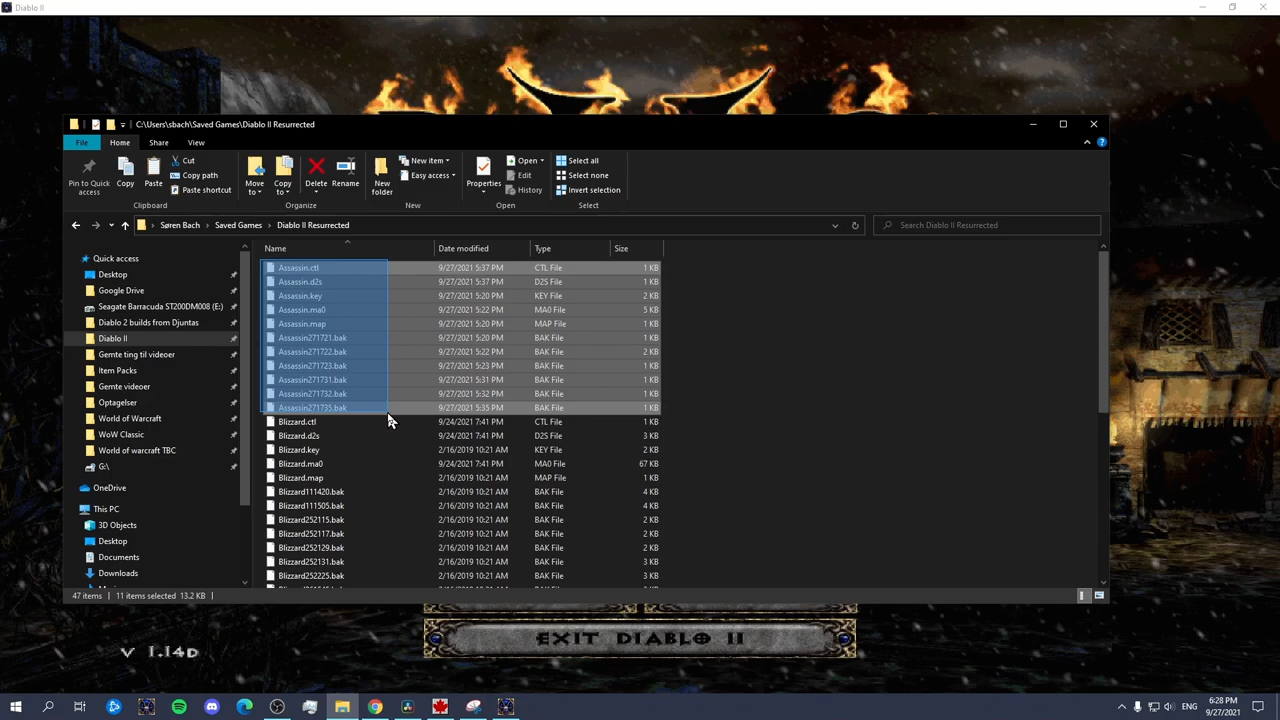 Diablo II
C:\Users\sbach\Saved Games\Diablo II Resurrected
File Home Share View
Pin to Quick access
Copy
Paste
Cut
Copy path
Paste shortcut
Clipboard
Move to
Copy to
Delete
Rename
Organize
New folder
New item
Easy access
New
Properties
Open
Edit
History
Open
Select all
Select none
Invert selection
Select
Søren Bach > Saved Games > Diablo II Resurrected
Search Diablo II Resurrected
Quick access
Desktop
Google Drive
Seagate Barracuda ST200DM008 (E:)
Diablo 2 builds from Djuntas
Diablo II
Gemte ting til videoer
Item Packs
Gemte videoer
Optagelser
World of Warcraft
WoW Classic
World of warcraft TBC
G:\
OneDrive
This PC
3D Objects
Desktop
Documents
Downloads
Name Date modified Type Size
Assassin.ctl 9/27/2021 5:37 PM CTL File 1 KB
Assassin.d2s 9/27/2021 5:37 PM D2S File 1 KB
Assassin.key 9/27/2021 5:20 PM KEY File 2 KB
Assassin.ma0 9/27/2021 5:22 PM MA0 File 5 KB
Assassin.map 9/27/2021 5:20 PM MAP File 1 KB
Assassin271721.bak 9/27/2021 5:20 PM BAK File 1 KB
Assassin271722.bak 9/27/2021 5:22 PM BAK File 2 KB
Assassin271723.bak 9/27/2021 5:23 PM BAK File 1 KB
Assassin271731.bak 9/27/2021 5:31 PM BAK File 1 KB
Assassin271732.bak 9/27/2021 5:32 PM BAK File 1 KB
Assassin271735.bak 9/27/2021 5:35 PM BAK File 1 KB
Blizzard.ctl 9/24/2021 7:41 PM CTL File 1 KB
Blizzard.d2s 9/24/2021 7:41 PM D2S File 3 KB
Blizzard.key 2/16/2019 10:21 AM KEY File 2 KB
Blizzard.ma0 9/24/2021 7:41 PM MA0 File 67 KB
Blizzard.map 2/16/2019 10:21 AM MAP File 1 KB
Blizzard111420.bak 2/16/2019 10:21 AM BAK File 4 KB
Blizzard111505.bak 2/16/2019 10:21 AM BAK File 4 KB
Blizzard252115.bak 2/16/2019 10:21 AM BAK File 2 KB
Blizzard252117.bak 2/16/2019 10:21 AM BAK File 2 KB
Blizzard252129.bak 2/16/2019 10:21 AM BAK File 2 KB
Blizzard252131.bak 2/16/2019 10:21 AM BAK File 3 KB
Blizzard252225.bak 2/16/2019 10:21 AM BAK File 3 KB
47 items 11 items selected 13.2 KB
EXIT DIABLO II
v 1.14D
ENG
6:28 PM
9/27/2021